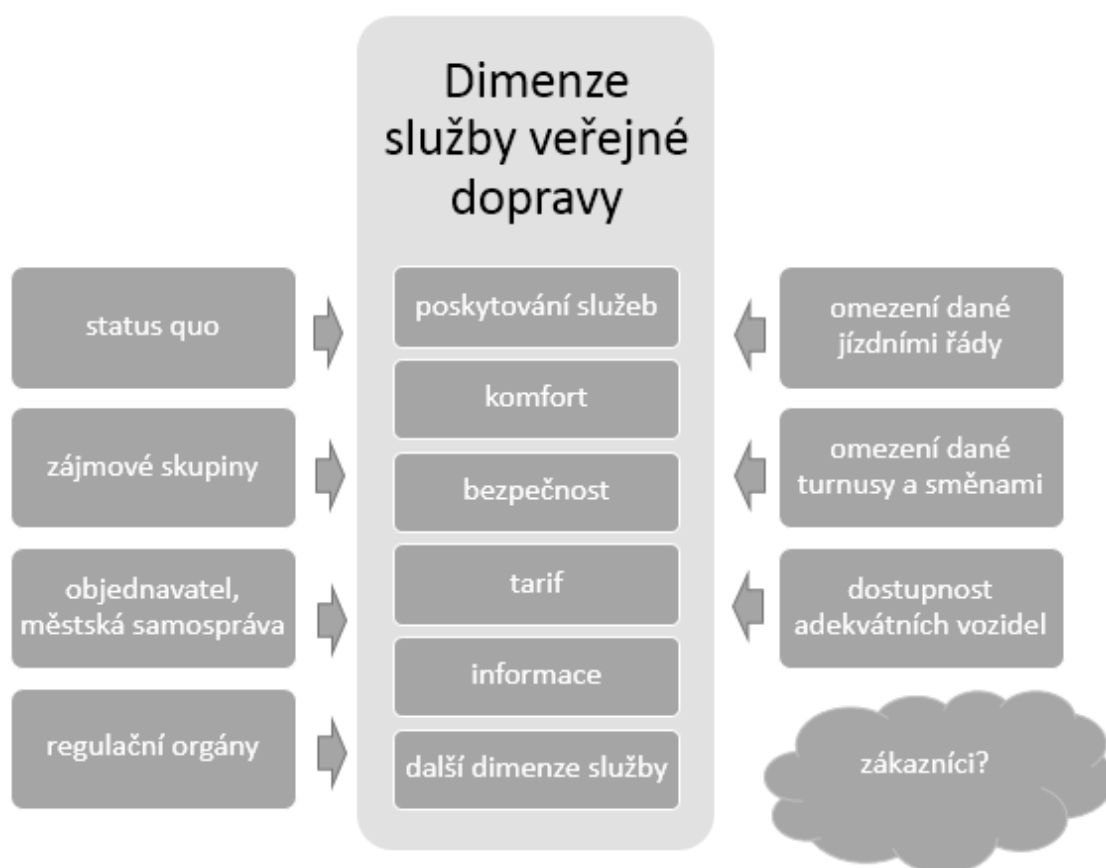 Dimenze
služby veřejné
dopravy
status quo
zájmové skupiny
objednavatel,
městská samospráva
regulační orgány
poskytování služeb
komfort
bezpečnost
tarif
informace
další dimenze služby
omezení dané
jízdními řády
omezení dané
turnusy a směnami
dostupnost
adekvátních vozidel
zákazníci?